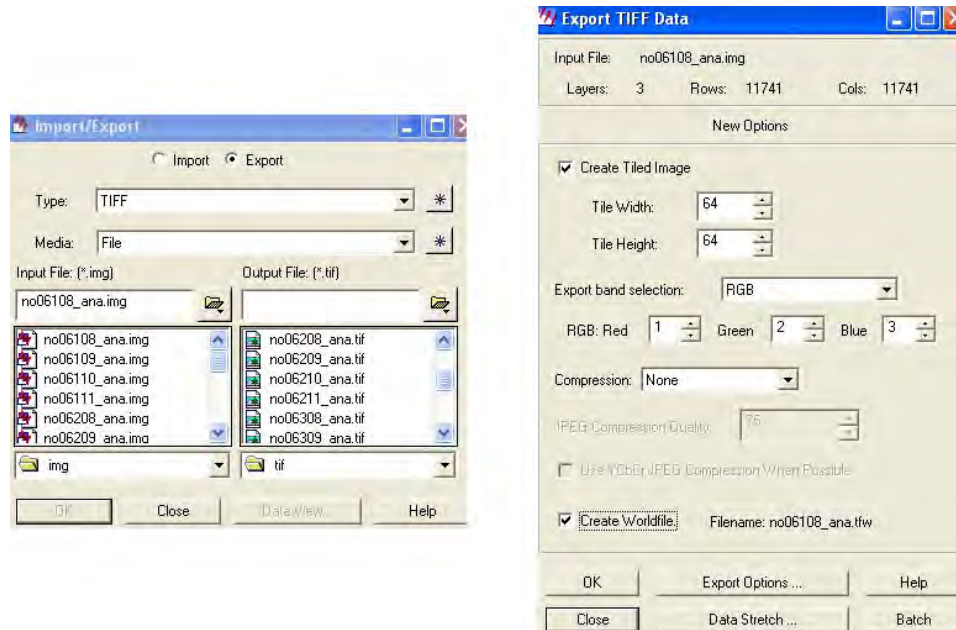 Import/Export
Import Export
Type: TIFF
Media: File
Input File: (*.img) Output File: (*.tif)
no06108_ana.img
no06108_ana.img no06208_ana.tif
no06109_ana.img no06209_ana.tif
no06110_ana.img no06210_ana.tif
no06111_ana.img no06211_ana.tif
no06208_ana.img no06308_ana.tif
no06209_ana.img no06309_ana.tif
img tif
OK Close Data View... Help
Export TIFF Data
Input File: no06108_ana.img
Layers: 3 Rows: 11741 Cols: 11741
New Options
Create Tiled Image
Tile Width: 64
Tile Height: 64
Export band selection: RGB
RGB: Red 1 Green 2 Blue 3
Compression: None
JPEG Compression Quality: 75
Use YCbCr JPEG Compression When Possible
Create Worldfile. Filename: no06108_ana.tfw
OK Export Options ... Help
Close Data Stretch ... Batch